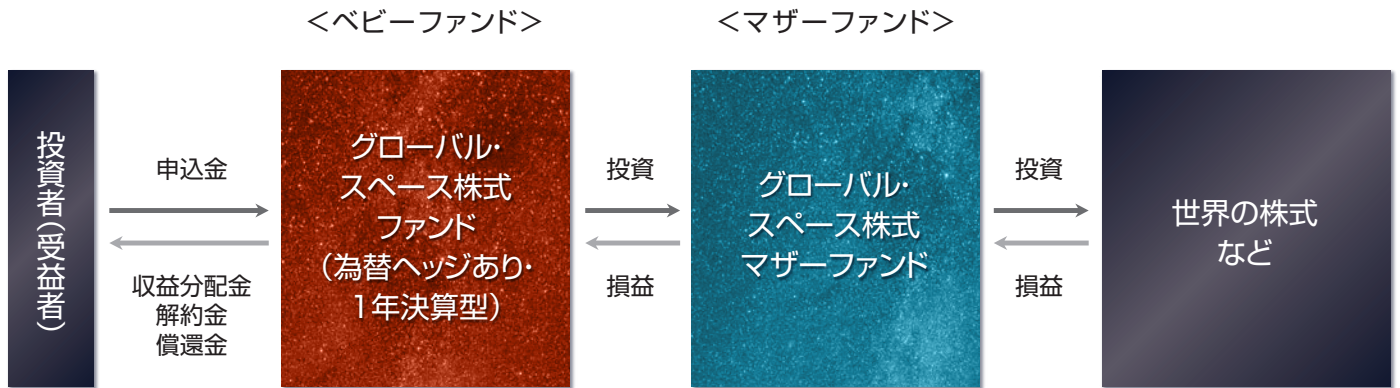 ＜ベビーファンド＞
＜マザーファンド＞
投資者（受益者）
申込金
収益分配金
解約金
償還金
グローバル・
スペース株式
ファンド
（為替ヘッジあり・
1年決算型）
投資
損益
グローバル・
スペース株式
マザーファンド
投資
損益
世界の株式
など